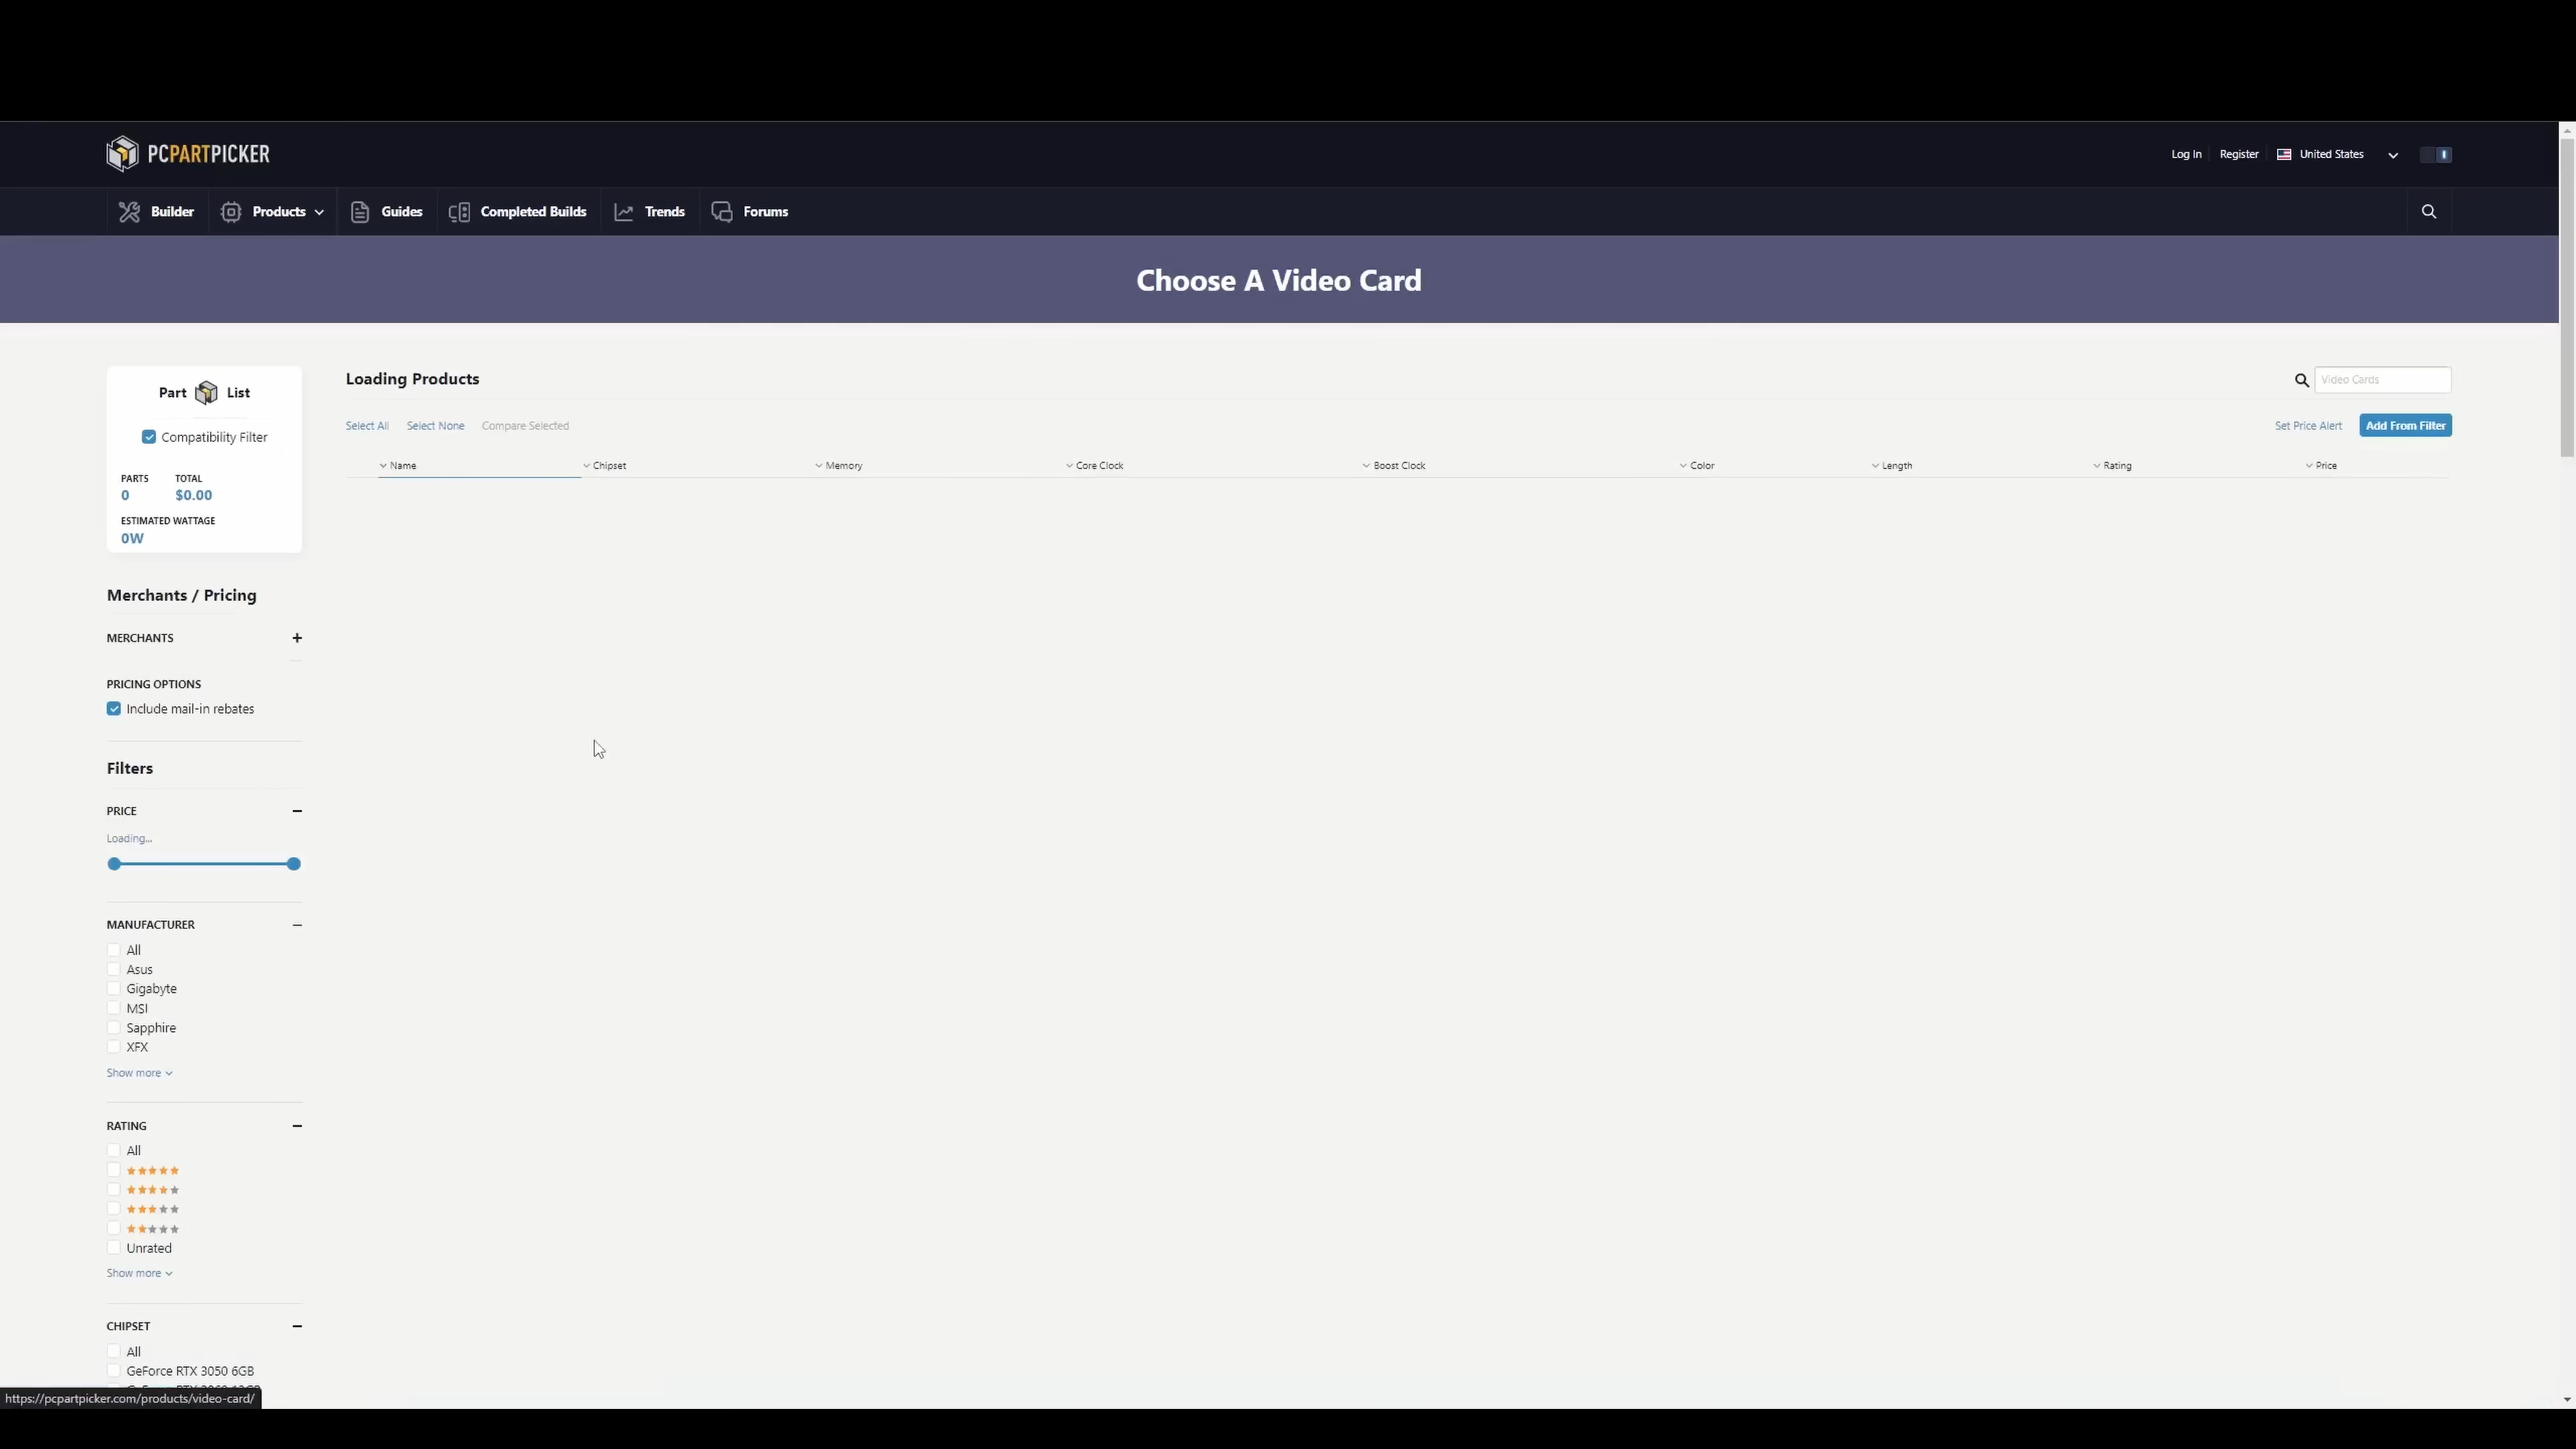 PCPARTPICKER
Log In Register United States
Builder Products Guides Completed Builds Trends Forums
Choose A Video Card
Part List
Compatibility Filter
PARTS TOTAL
0 $0.00
ESTIMATED WATTAGE
0W
Loading Products
Video Cards
Select All Select None Compare Selected
Set Price Alert Add From Filter
Name Chipset Memory Core Clock Boost Clock Color Length Rating Price
Merchants / Pricing
MERCHANTS
PRICING OPTIONS
Include mail-in rebates
Filters
PRICE
Loading...
MANUFACTURER
All
Asus
Gigabyte
MSI
Sapphire
XFX
Show more
RATING
All
Unrated
Show more
CHIPSET
All
GeForce RTX 3050 6GB
https://pcpartpicker.com/products/video-card/